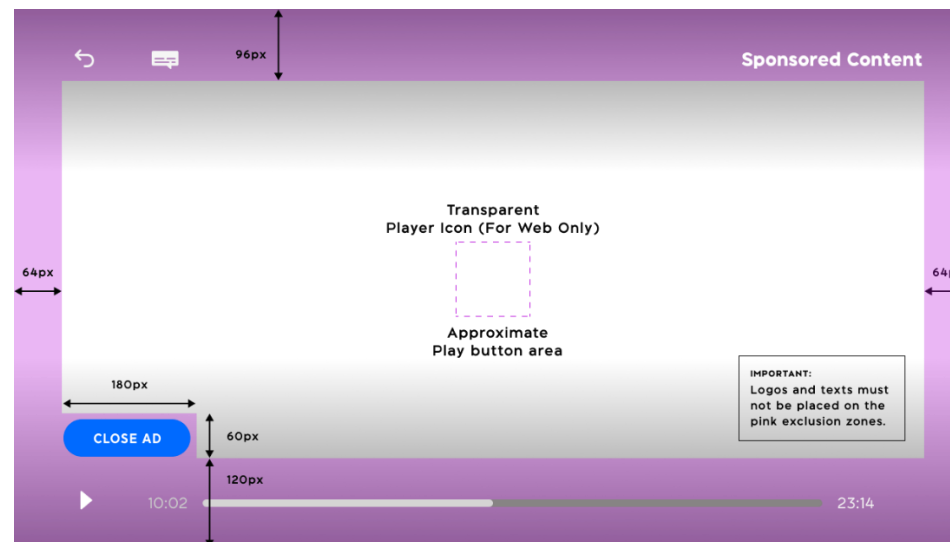 96px
Sponsored Content
Transparent
Player Icon (For Web Only)
64px
64p
Approximate
Play button area
IMPORTANT:
Logos and texts must
not be placed on the
pink exclusion zones.
180px
CLOSE AD
60px
120px
10:02
23:14